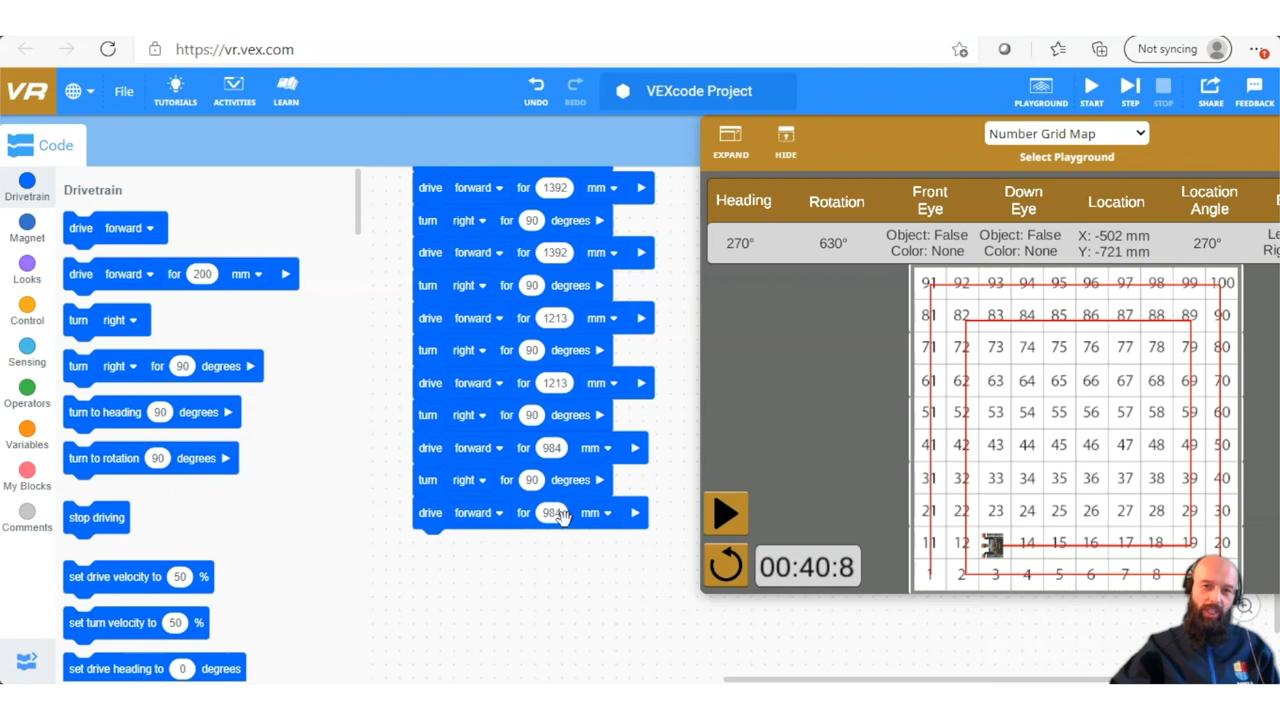 https://vr.vex.com
Not syncing
VR
File
TUTORIALS
ACTIVITIES
LEARN
UNDO
REDO
VEXcode Project
PLAYGROUND
START
STEP
STOP
SHARE
FEEDBACK
Code
EXPAND
HIDE
Number Grid Map
Select Playground
Drivetrain
Magnet
Looks
Control
Sensing
Operators
Variables
My Blocks
Comments
Drivetrain
drive forward
drive forward for 200 mm
turn right
turn right for 90 degrees
turn to heading 90 degrees
turn to rotation 90 degrees
stop driving
set drive velocity to 50 %
set turn velocity to 50 %
set drive heading to 0 degrees
drive forward for 1392 mm
turn right for 90 degrees
drive forward for 1392 mm
turn right for 90 degrees
drive forward for 1213 mm
turn right for 90 degrees
drive forward for 1213 mm
turn right for 90 degrees
drive forward for 984 mm
turn right for 90 degrees
drive forward for 984 mm
Heading Rotation Front Eye Down Eye Location Location Angle
270° 630° Object: False Object: False X: -502 mm 270°
Color: None Color: None Y: -721 mm
91 92 93 94 95 96 97 98 99 100
81 82 83 84 85 86 87 88 89 90
71 72 73 74 75 76 77 78 79 80
61 62 63 64 65 66 67 68 69 70
51 52 53 54 55 56 57 58 59 60
41 42 43 44 45 46 47 48 49 50
31 32 33 34 35 36 37 38 39 40
21 22 23 24 25 26 27 28 29 30
11 12 14 15 16 17 18 19 20
1 2 3 4 5 6 7 8
00:40:8